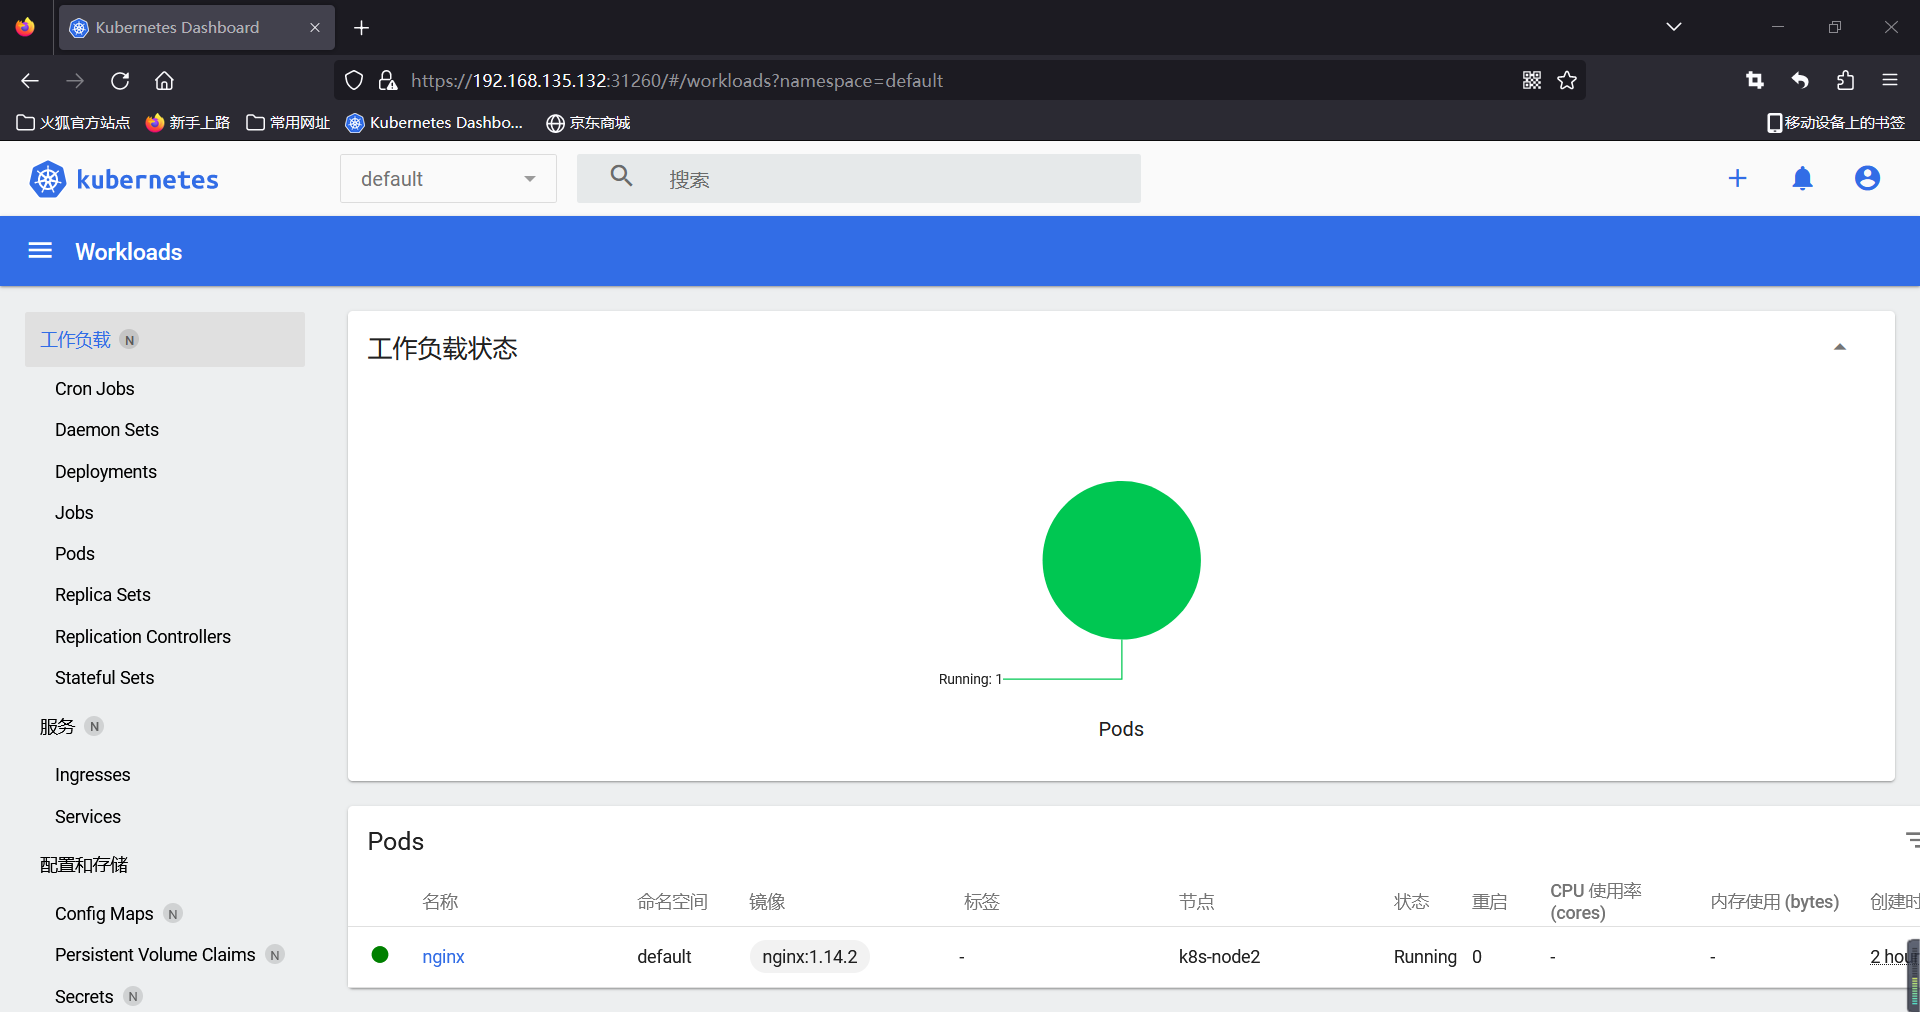 Kubernetes Dashboard
https://192.168.135.132:31260/#/workloads?namespace=default
火狐官方站点 新手上路 常用网址 Kubernetes Dashbo... 京东商城 移动设备上的书签
kubernetes default 搜索
Workloads
工作负载 N
Cron Jobs
Daemon Sets
Deployments
Jobs
Pods
Replica Sets
Replication Controllers
Stateful Sets
服务 N
Ingresses
Services
配置和存储
Config Maps N
Persistent Volume Claims N
Secrets N
工作负载状态
Running: 1
Pods
Pods
名称 命名空间 镜像 标签 节点 状态 重启 CPU 使用率 (cores) 内存使用 (bytes) 创建时
nginx default nginx:1.14.2 - k8s-node2 Running 0 - - 2 hour